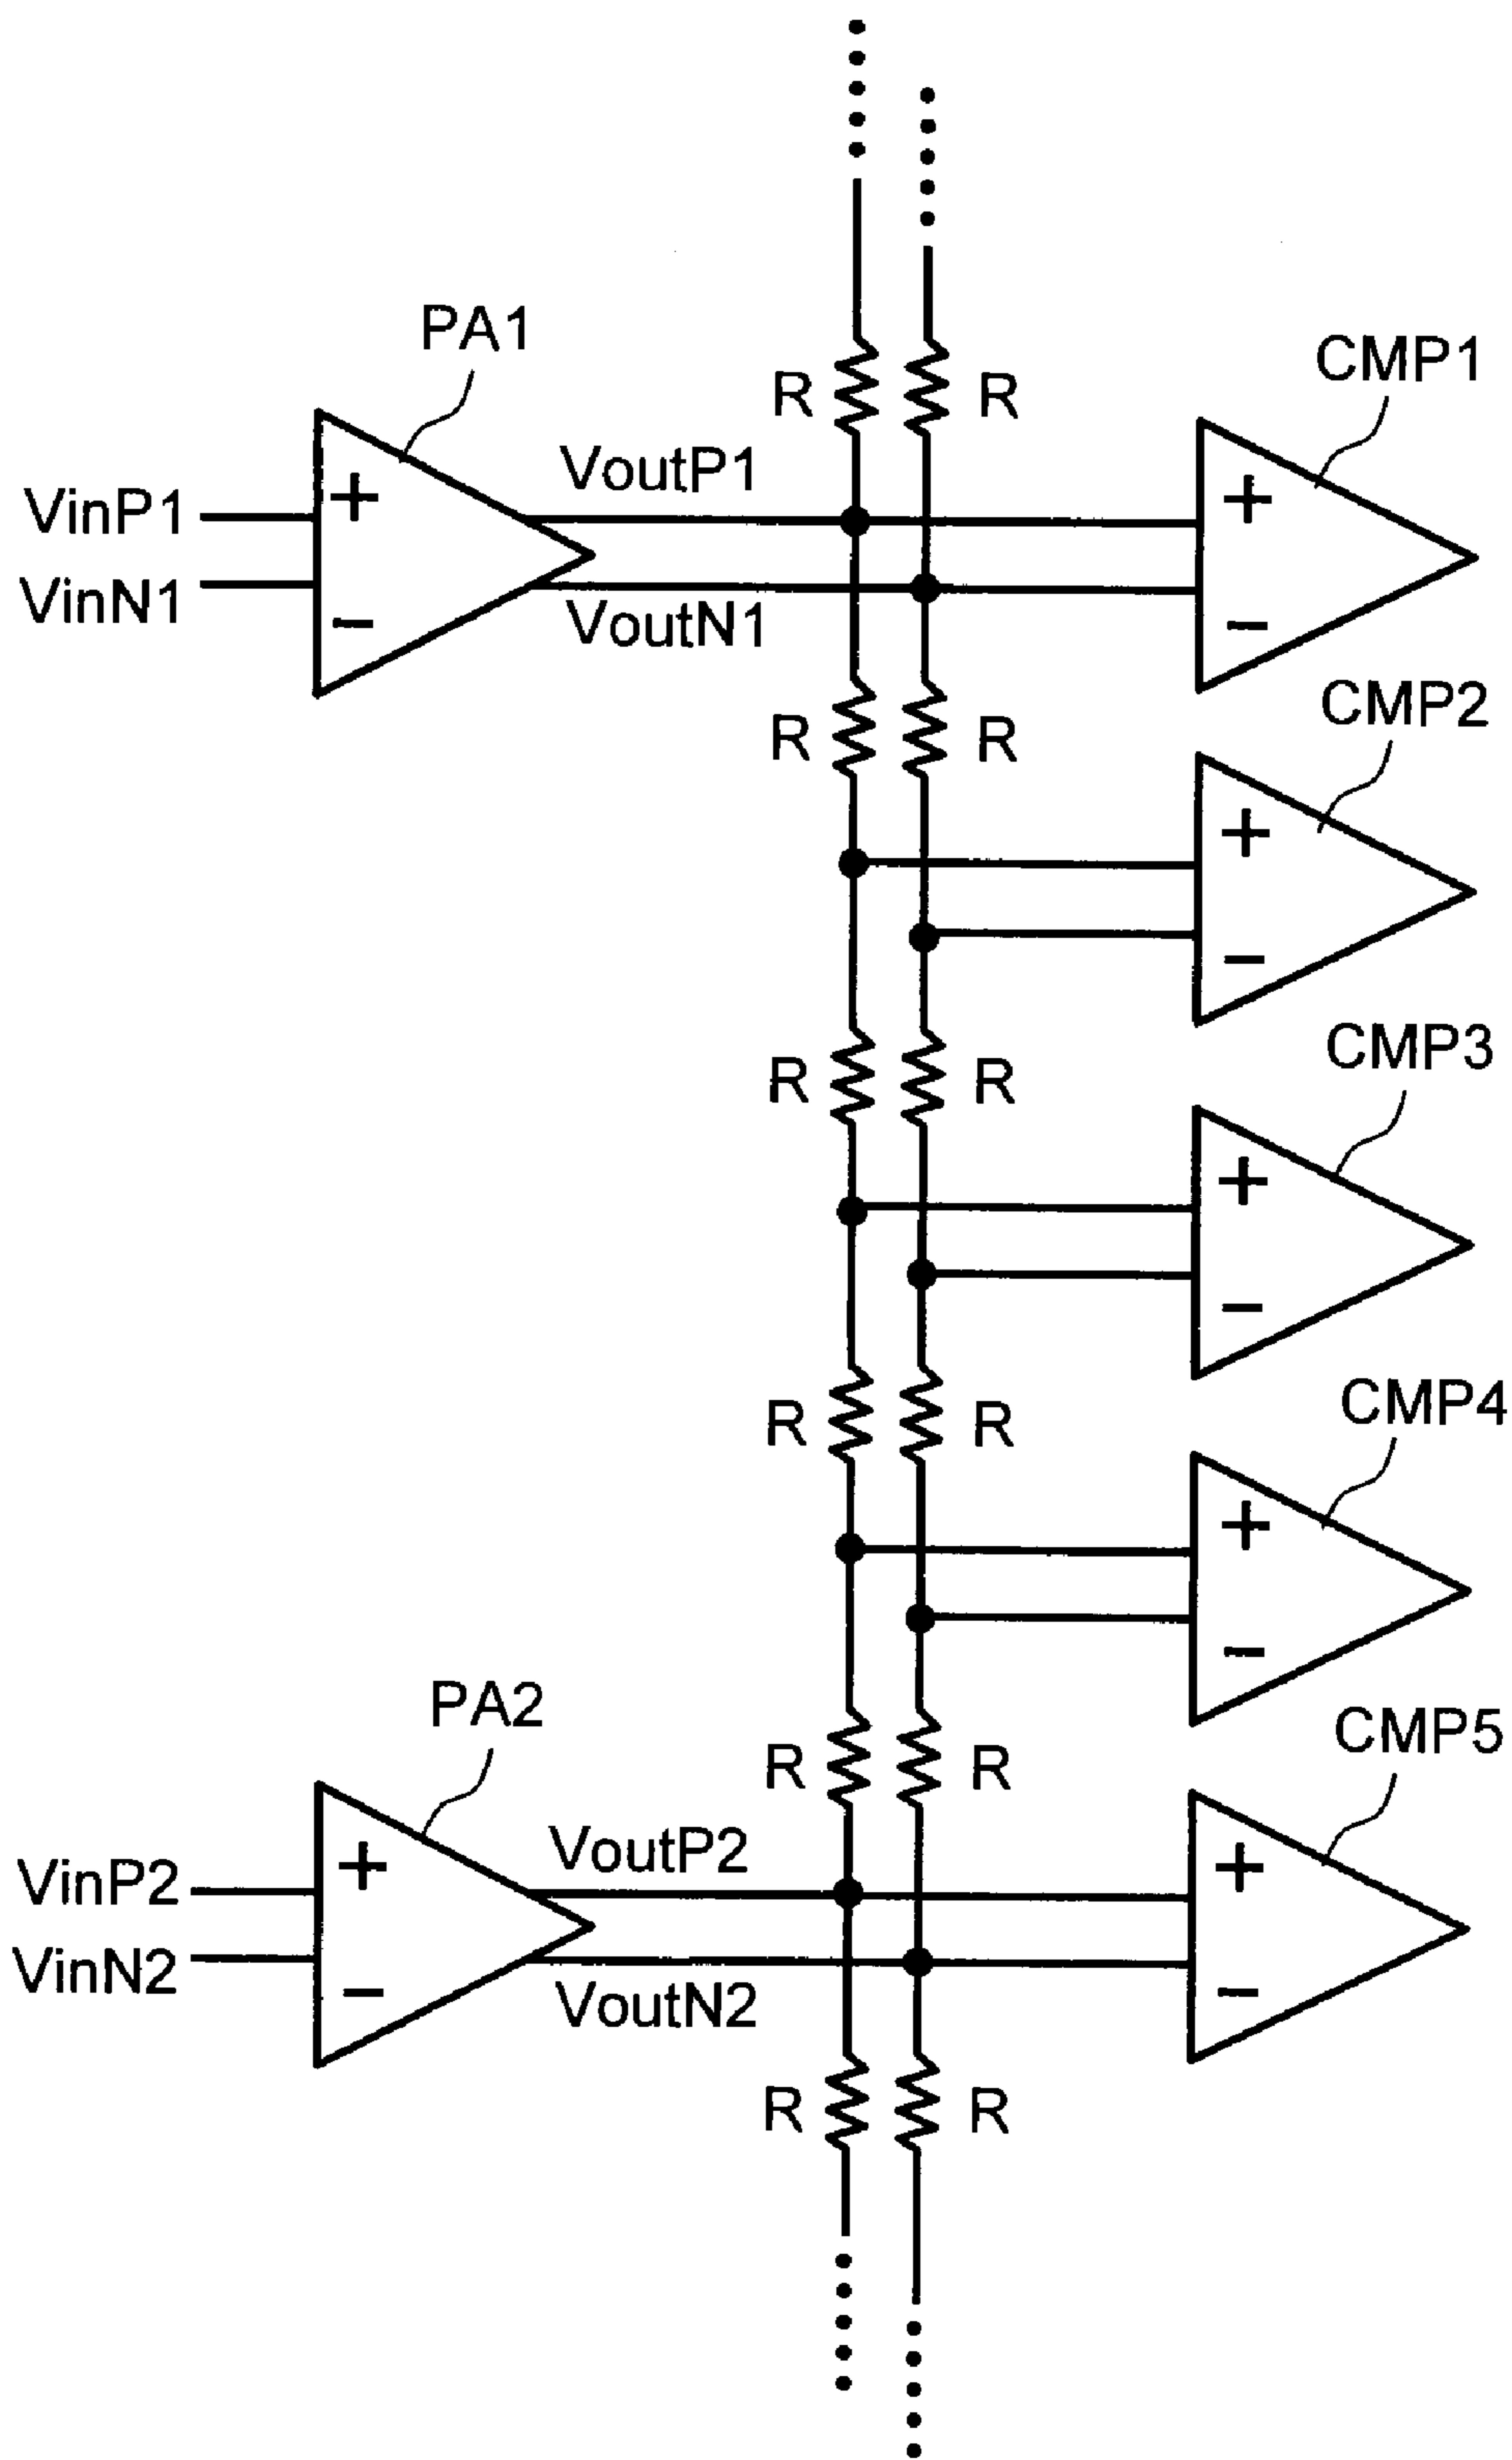 PA1
CMP1
R R
VoutP1
VinP1 + +
VinN1 - -
VoutN1
CMP2
R R
+
-
CMP3
R R
+
-
CMP4
R R
+
-
PA2
CMP5
R R
VoutP2
VinP2 + +
VinN2 - -
VoutN2
R R